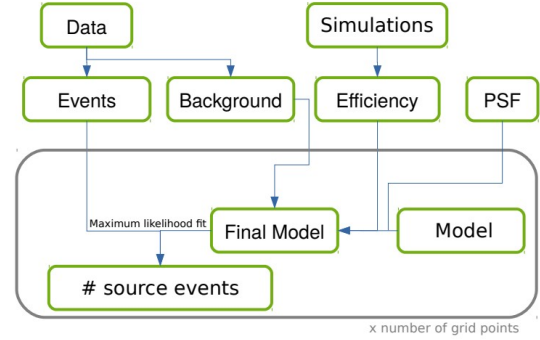 Data
Simulations
Events
Background
Efficiency
PSF
Maximum likelihood fit
Final Model
Model
# source events
x number of grid points